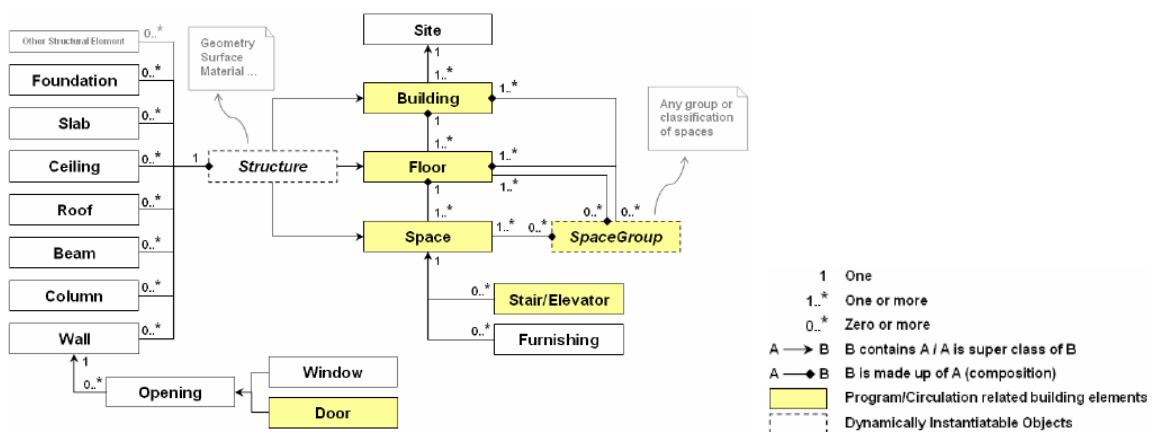 Other Structural Element
0..*
Foundation
0..*
Slab
0..*
Ceiling
0..*
Roof
0..*
Beam
0..*
Column
0..*
Wall
0..*
1
0..*
Opening
Window
Door
Geometry
Surface
Material ...
1
Structure
Site
1
1..*
Building
1..*
1
1..*
Floor
1..*
1..*
1
1..*
Space
1..*
0..*
1
0..*
0..*
SpaceGroup
Any group or
classification
of spaces
0..*
Stair/Elevator
0..*
Furnishing
1 One
1..* One or more
0..* Zero or more
A B B contains A / A is super class of B
A B B is made up of A (composition)
Program/Circulation related building elements
Dynamically Instantiatable Objects